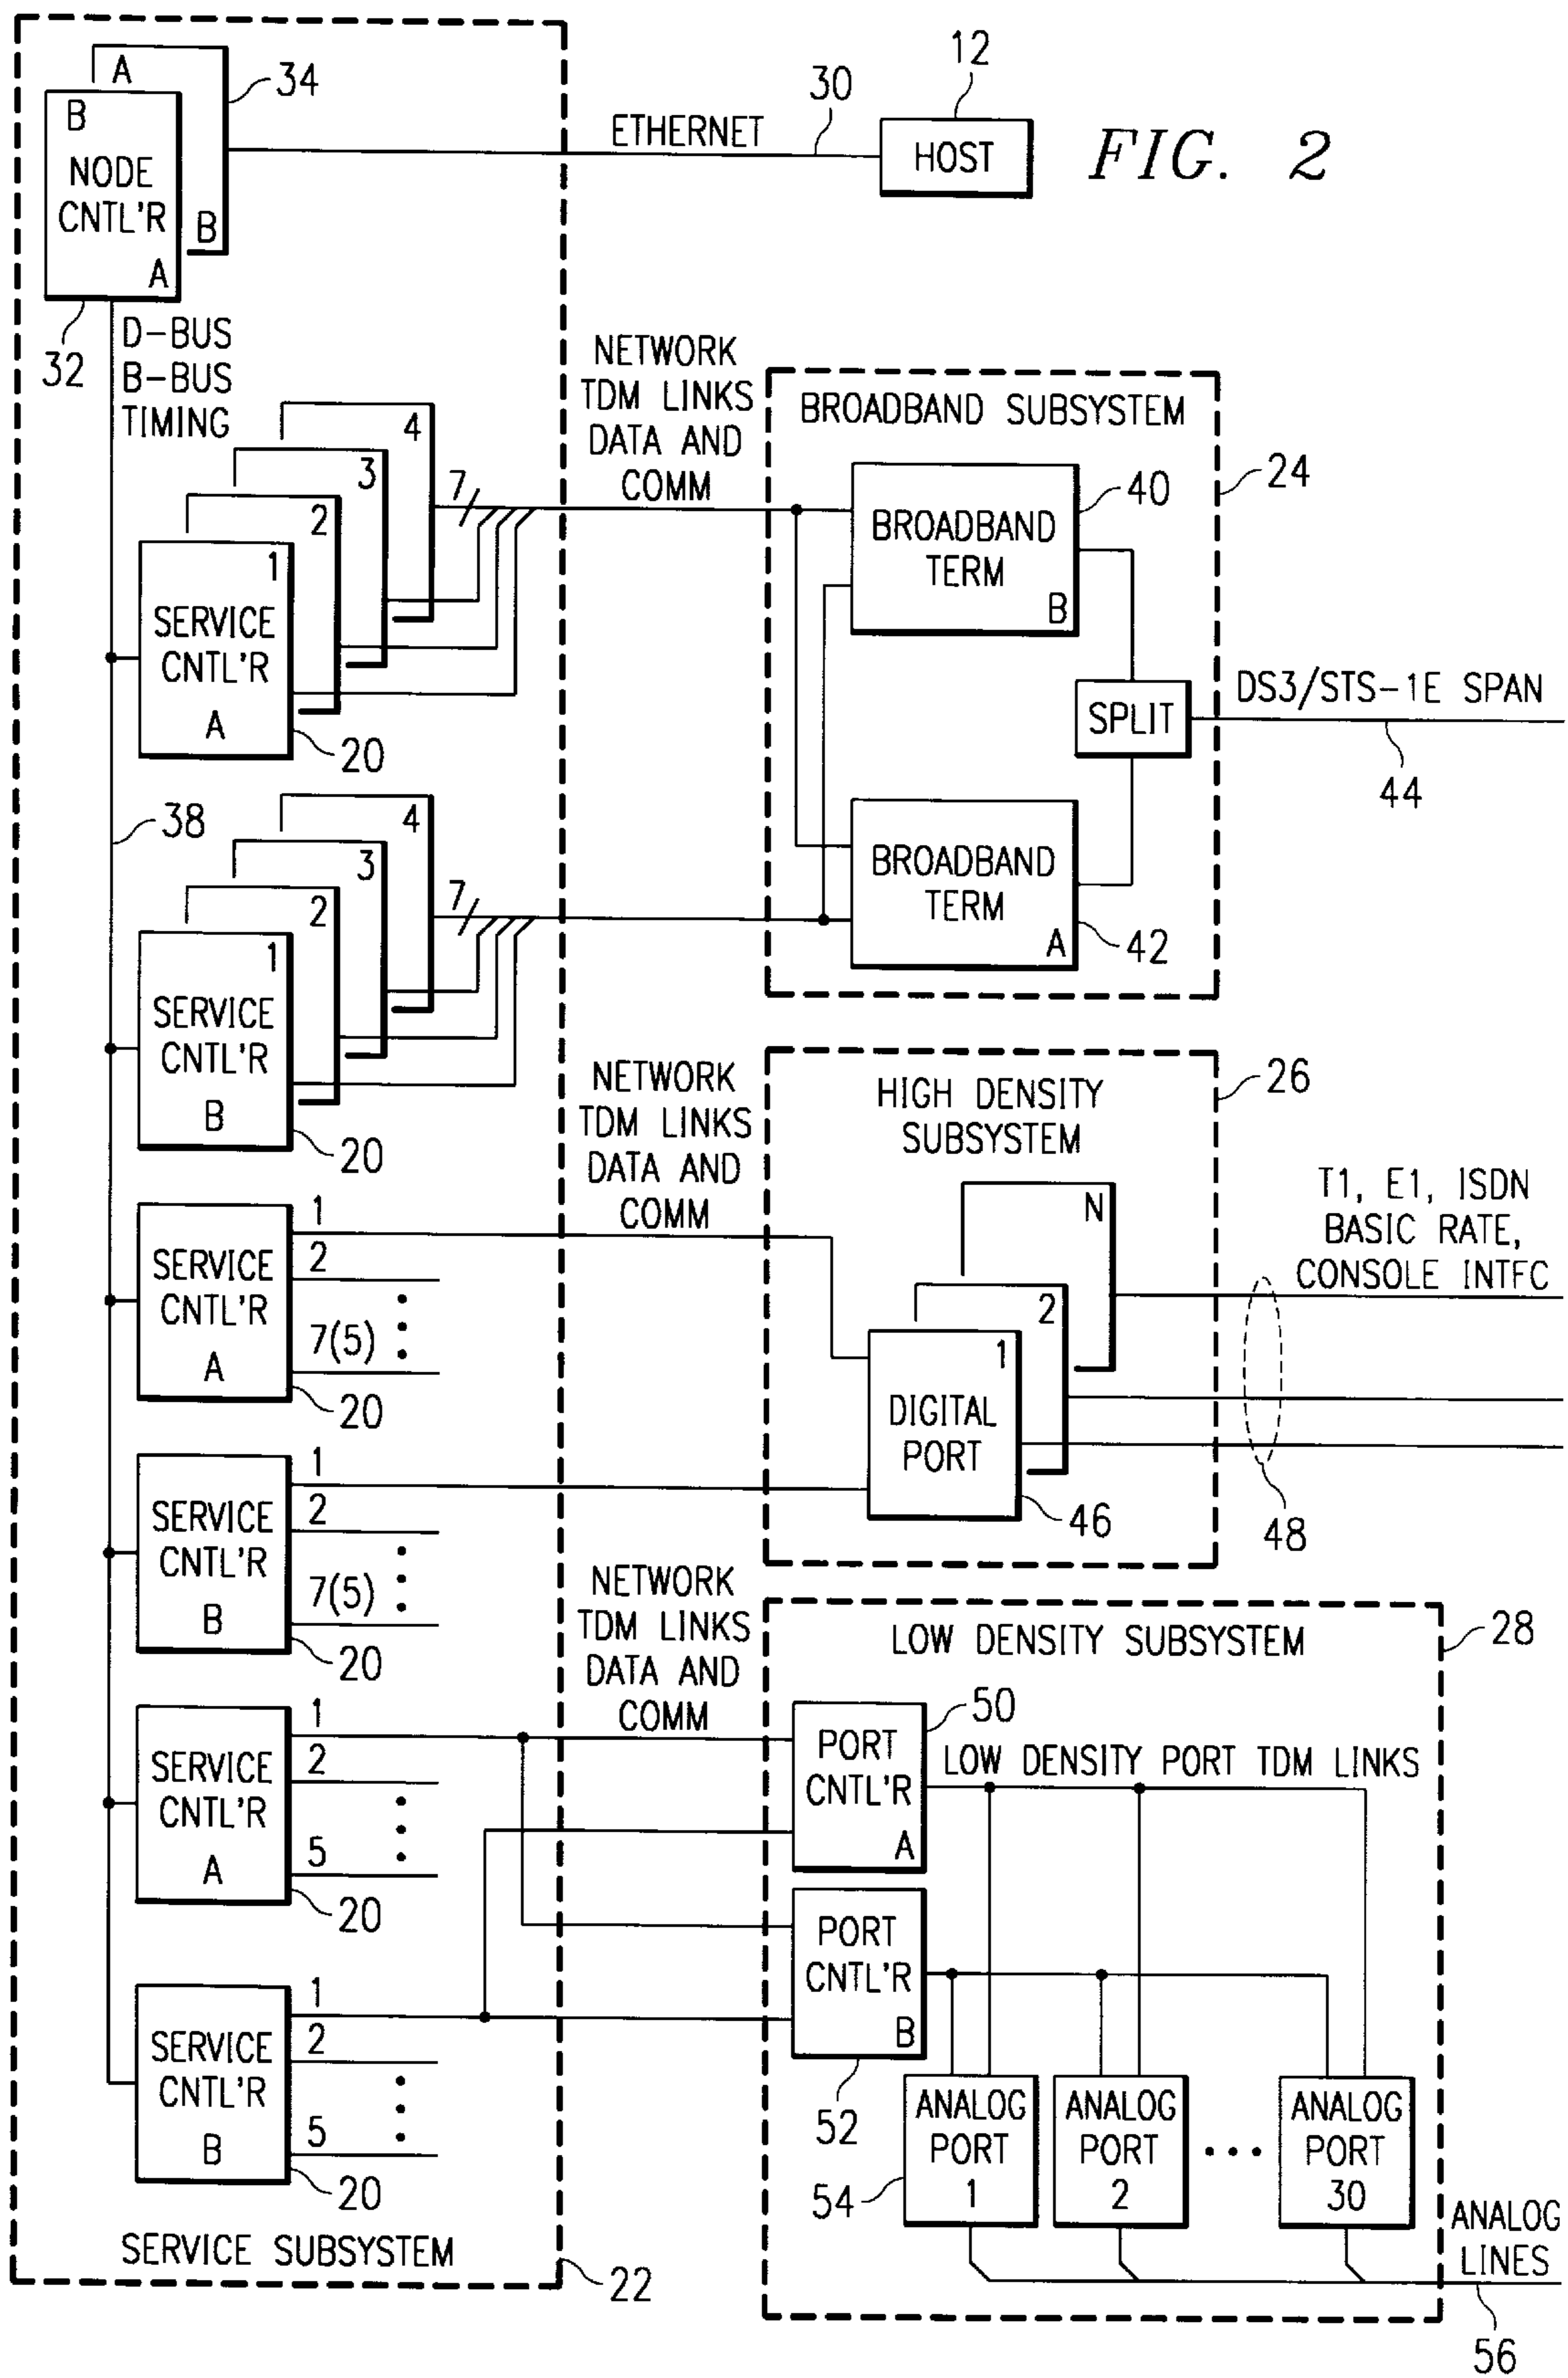 FIG. 2
A
B
NODE
CNTL'R
B
A
34
32
ETHERNET
30
12
HOST
D-BUS
B-BUS
TIMING
38
4
3
2
1
SERVICE
CNTL'R
A
20
7
NETWORK
TDM LINKS
DATA AND
COMM
BROADBAND SUBSYSTEM
24
BROADBAND
TERM
B
40
SPLIT
DS3/STS-1E SPAN
44
BROADBAND
TERM
A
42
4
3
2
1
SERVICE
CNTL'R
B
20
7
NETWORK
TDM LINKS
DATA AND
COMM
HIGH DENSITY
SUBSYSTEM
26
N
2
1
DIGITAL
PORT
46
T1, E1, ISDN
BASIC RATE,
CONSOLE INTFC
48
SERVICE
CNTL'R
A
1
2
7(5)
20
SERVICE
CNTL'R
B
1
2
7(5)
20
NETWORK
TDM LINKS
DATA AND
COMM
LOW DENSITY SUBSYSTEM
28
SERVICE
CNTL'R
A
1
2
5
20
PORT
CNTL'R
A
50
LOW DENSITY PORT TDM LINKS
PORT
CNTL'R
B
52
SERVICE
CNTL'R
B
1
2
5
20
ANALOG
PORT
1
54
ANALOG
PORT
2
ANALOG
PORT
30
ANALOG
LINES
56
SERVICE SUBSYSTEM
22